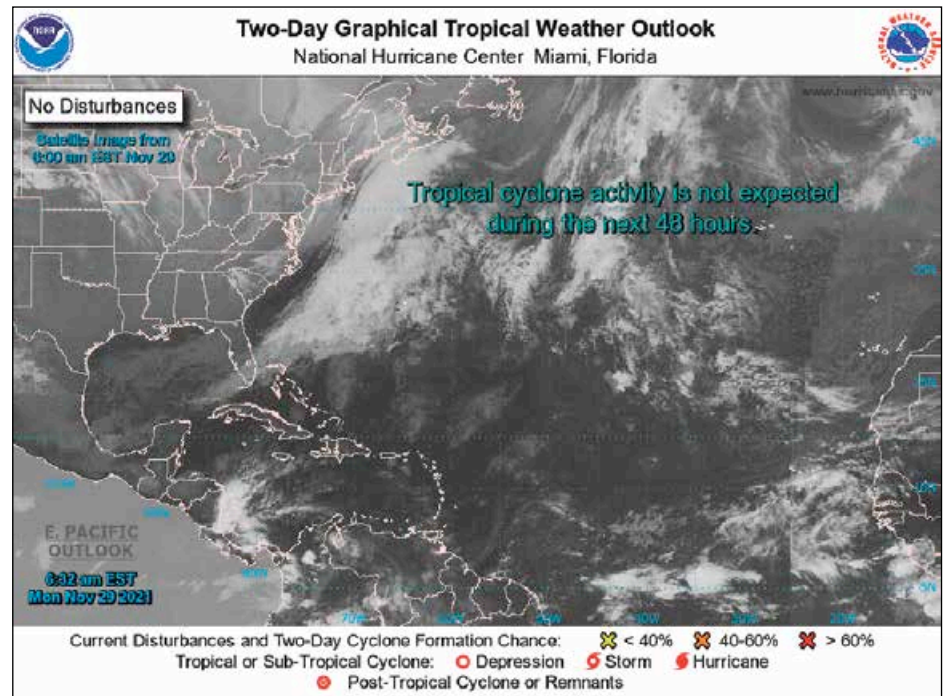 Two-Day Graphical Tropical Weather Outlook
National Hurricane Center Miami, Florida
No Disturbances
www.hurricanes.gov
Satellite Image from
6:00 am EST Nov 29
Tropical cyclone activity is not expected
during the next 48 hours.
E. PACIFIC
OUTLOOK
6:32 am EST
Mon Nov 29 2021
Current Disturbances and Two-Day Cyclone Formation Chance: < 40% 40-60% > 60%
Tropical or Sub-Tropical Cyclone: Depression Storm Hurricane
Post-Tropical Cyclone or Remnants